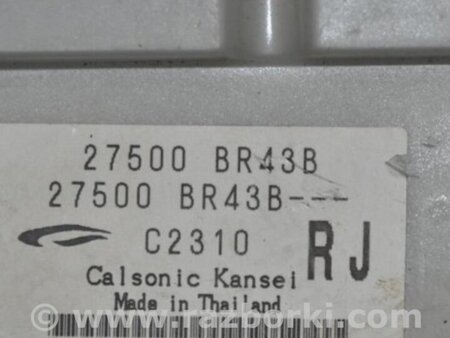 27500 BR43B
27500 BR43B---
C2310 RJ
Calsonic Kansei
Made in Thailand
www.razborki.com